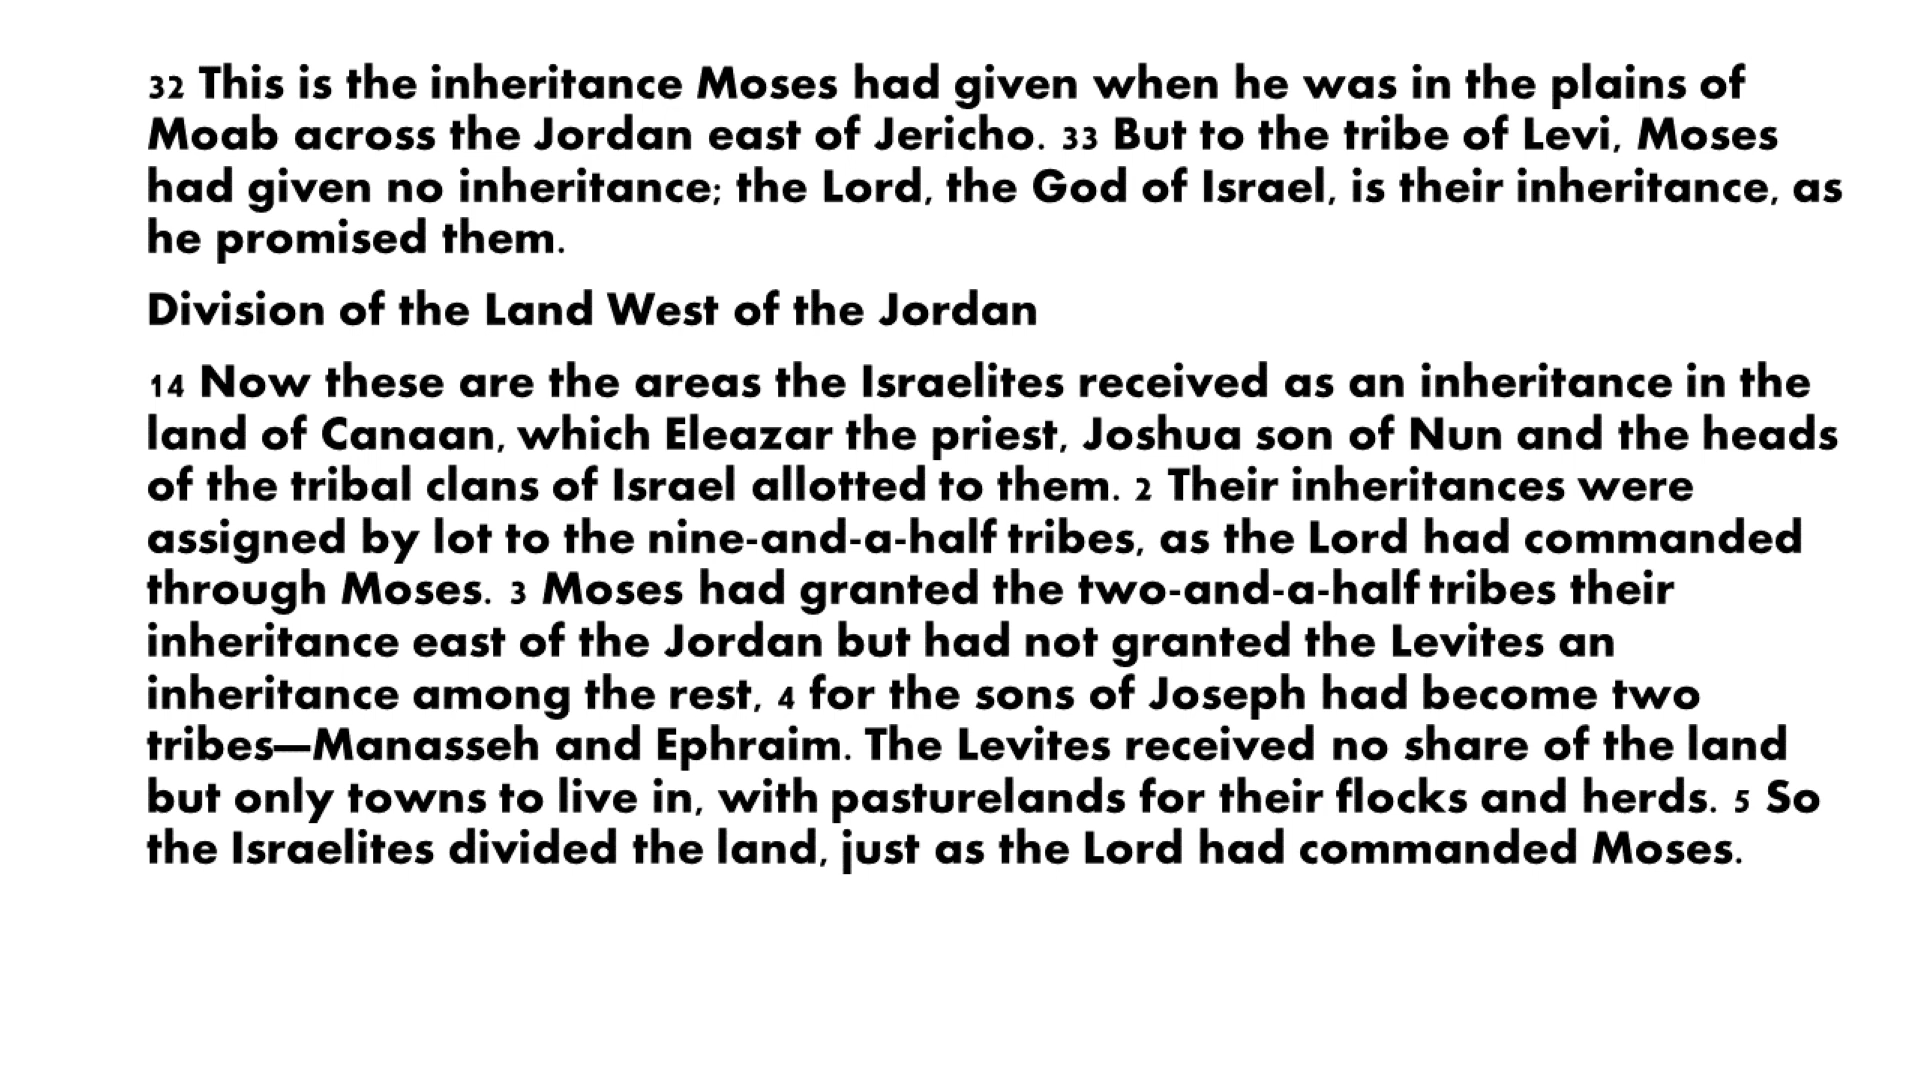 32 This is the inheritance Moses had given when he was in the plains of
Moab across the Jordan east of Jericho. 33 But to the tribe of Levi, Moses
had given no inheritance; the Lord, the God of Israel, is their inheritance, as
he promised them.
Division of the Land West of the Jordan
14 Now these are the areas the Israelites received as an inheritance in the
land of Canaan, which Eleazar the priest, Joshua son of Nun and the heads
of the tribal clans of Israel allotted to them. 2 Their inheritances were
assigned by lot to the nine-and-a-half tribes, as the Lord had commanded
through Moses. 3 Moses had granted the two-and-a-half tribes their
inheritance east of the Jordan but had not granted the Levites an
inheritance among the rest, 4 for the sons of Joseph had become two
tribes—Manasseh and Ephraim. The Levites received no share of the land
but only towns to live in, with pasturelands for their flocks and herds. 5 So
the Israelites divided the land, just as the Lord had commanded Moses.